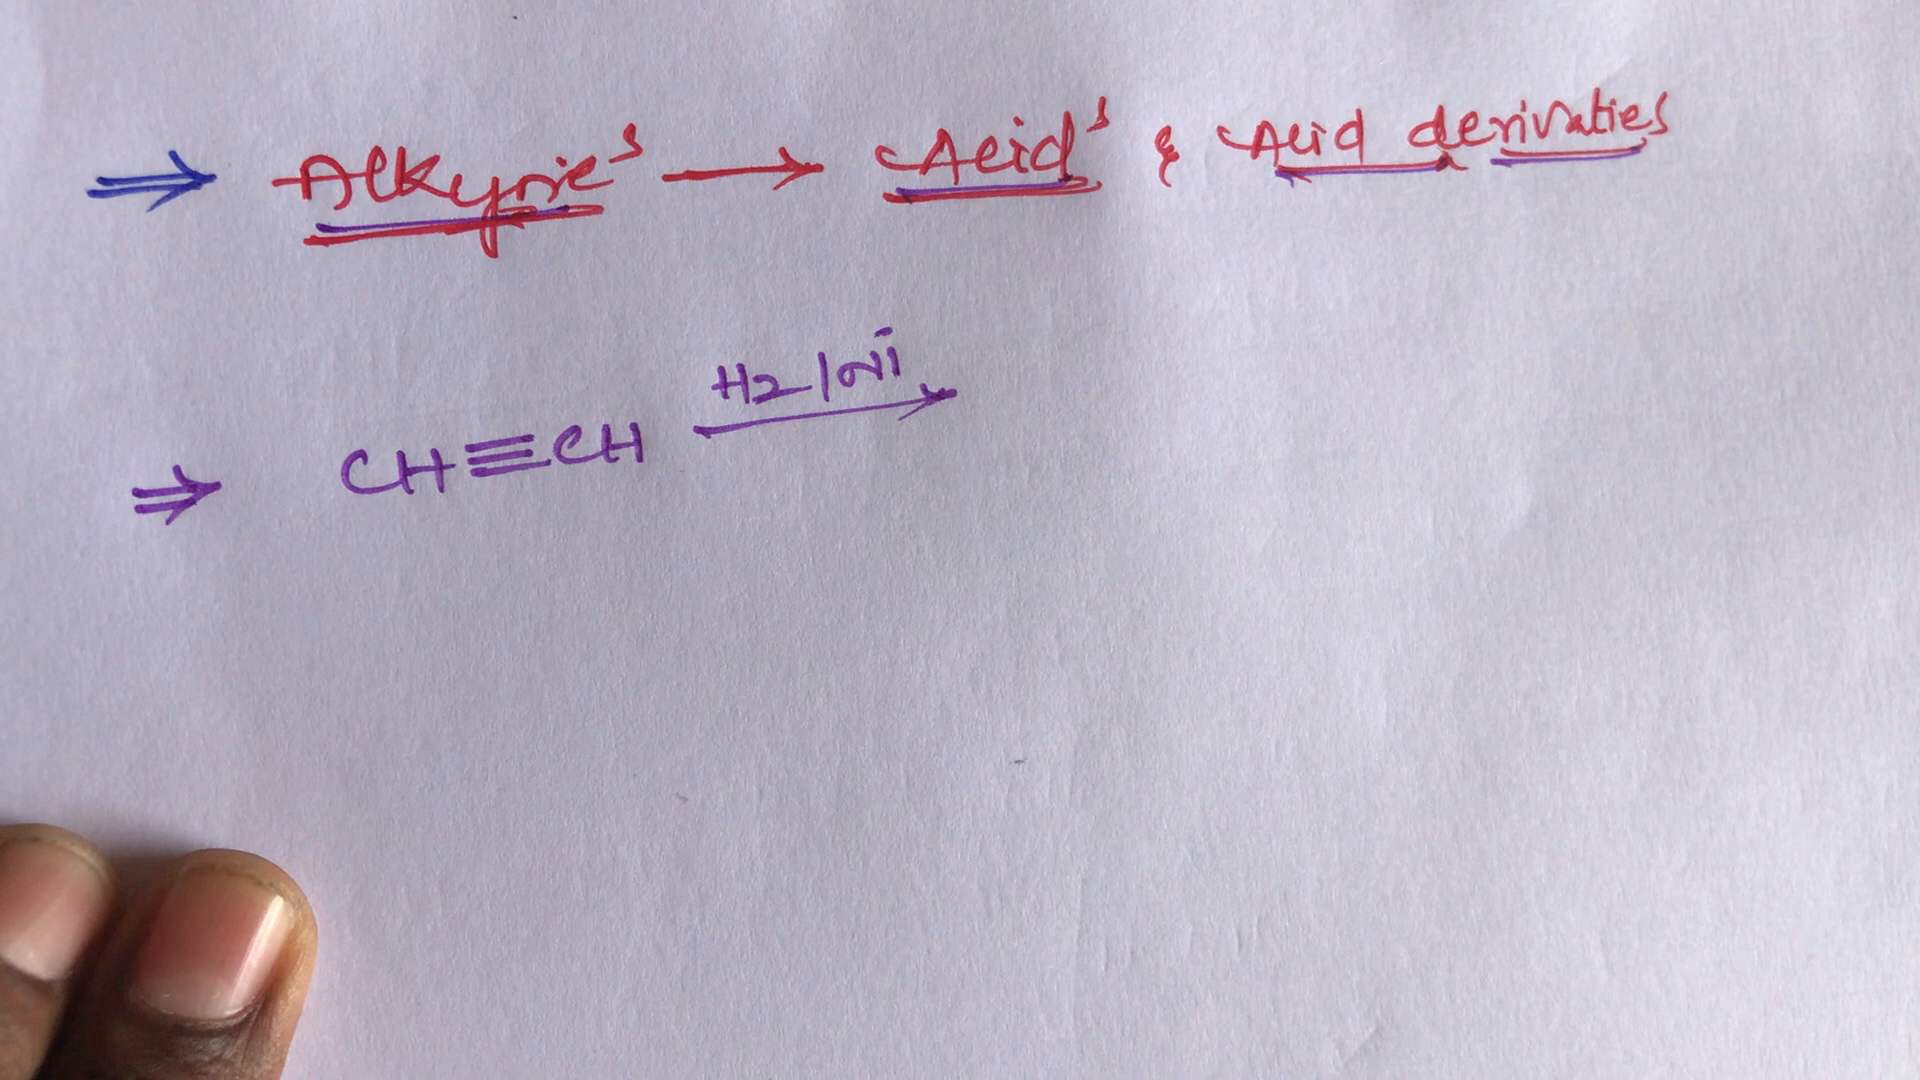 ⇒ Alkyne's → Acid's & Acid derivaties
⇒ CH≡CH H2/Ni →